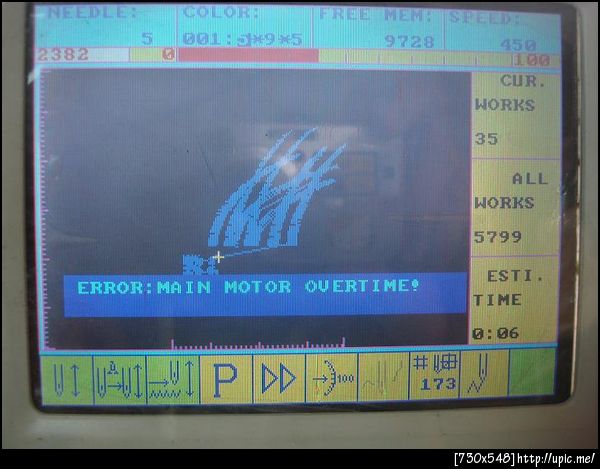 NEEDLE: COLOR: FREE MEM: SPEED:
5 001: *9*5 9728 450
2382 0 100
CUR.
WORKS
35
ALL
WORKS
5799
ERROR:MAIN MOTOR OVERTIME!
ESTI.
TIME
0:06
P 100 # 173
[730x548]http://upic.me/